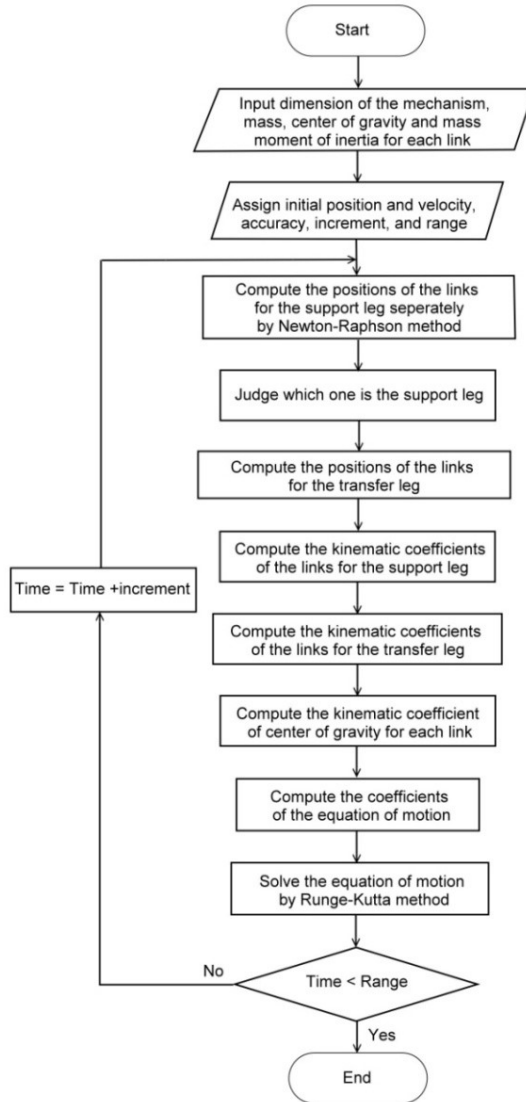 Start
Input dimension of the mechanism,
mass, center of gravity and mass
moment of inertia for each link
Assign initial position and velocity,
accuracy, increment, and range
Compute the positions of the links
for the support leg seperately
by Newton-Raphson method
Judge which one is the support leg
Compute the positions of the links
for the transfer leg
Compute the kinematic coefficients
of the links for the support leg
Time = Time +increment
Compute the kinematic coefficients
of the links for the transfer leg
Compute the kinematic coefficient
of center of gravity for each link
Compute the coefficients
of the equation of motion
Solve the equation of motion
by Runge-Kutta method
No
Time < Range
Yes
End